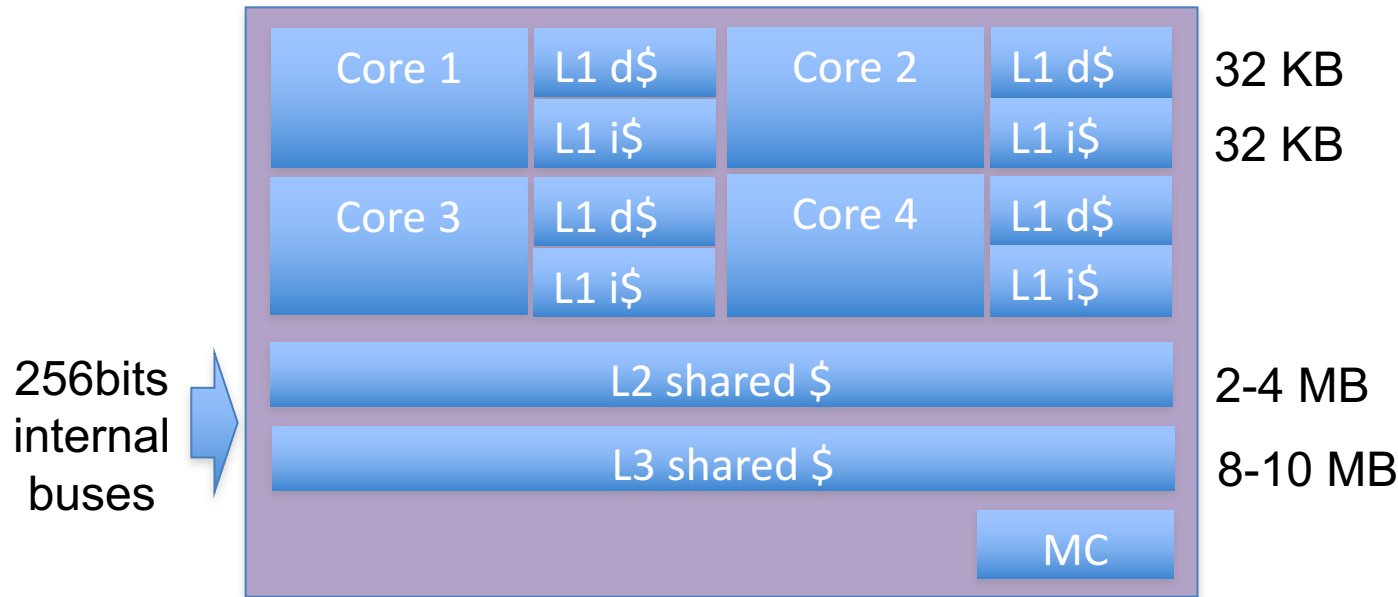 Core 1
L1 d$
Core 2
L1 d$
32 KB
L1 i$
L1 i$
32 KB
Core 3
L1 d$
Core 4
L1 d$
L1 i$
L1 i$
256bits
internal
buses
L2 shared $
2-4 MB
L3 shared $
8-10 MB
MC